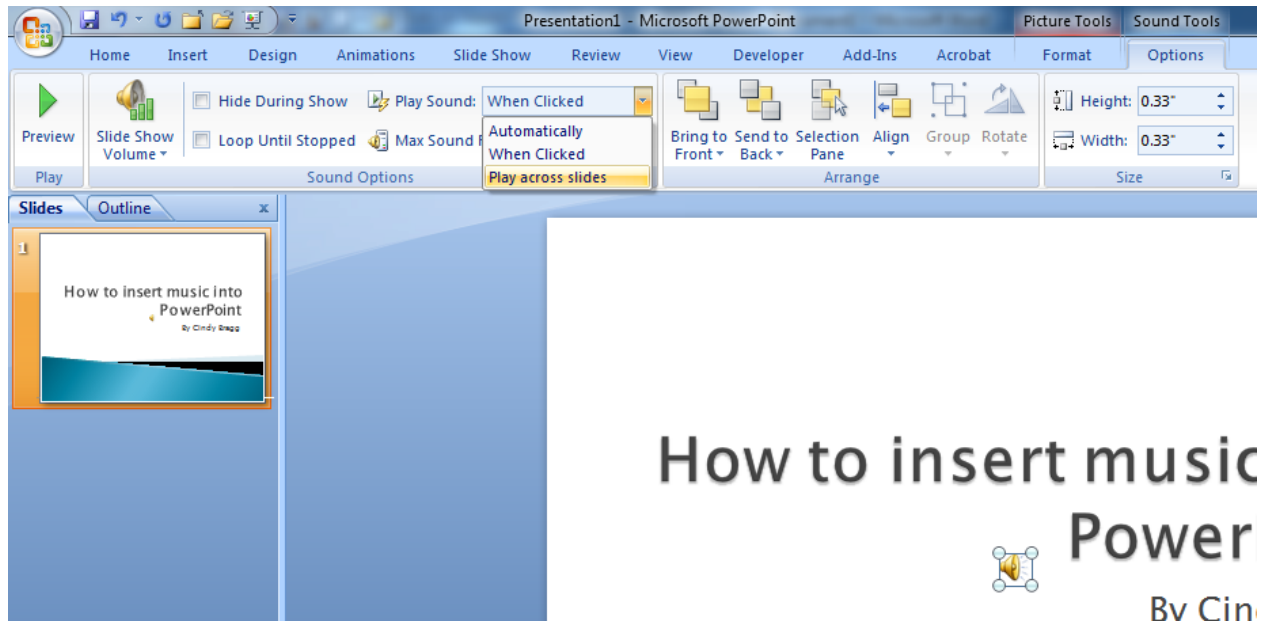 Presentation1 - Microsoft PowerPoint
Picture Tools
Sound Tools
Home Insert Design Animations Slide Show Review View Developer Add-Ins Acrobat Format Options
Preview
Slide Show
Volume
Hide During Show
Loop Until Stopped
Play Sound: When Clicked
Max Sound F
Automatically
When Clicked
Play across slides
Bring to
Front
Send to
Back
Selection
Pane
Align
Group
Rotate
Height: 0.33"
Width: 0.33"
Play
Sound Options
Arrange
Size
Slides
Outline
x
1
How to insert music into
PowerPoint
By Cindy Bragg
How to insert music
Power
By Cin